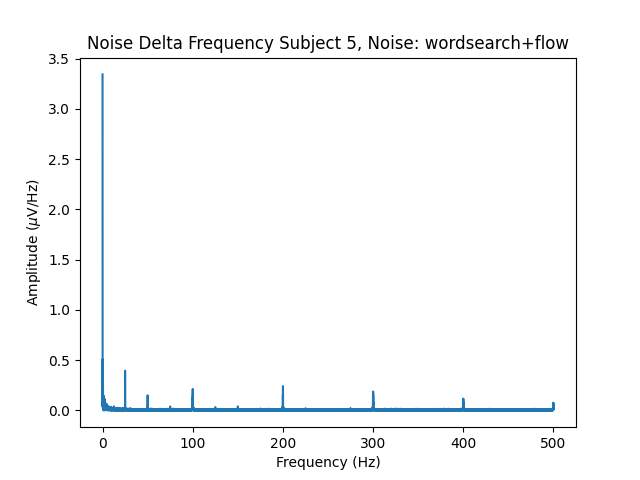 Noise Delta Frequency Subject 5, Noise: wordsearch+flow
3.5
3.0
2.5
2.0
1.5
1.0
0.5
0.0
Amplitude (μV/Hz)
0 100 200 300 400 500
Frequency (Hz)